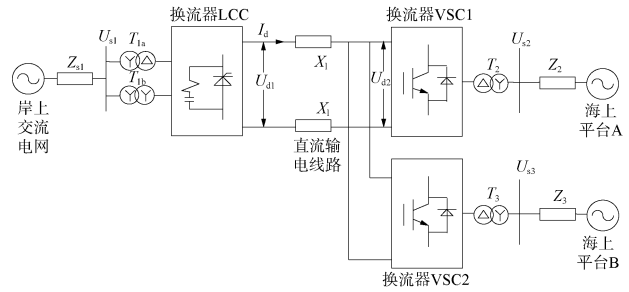 换流器LCC
换流器VSC1
Zs1
Us1
T1a
T1b
Id
Xl
Ud1
Ud2
T2
Us2
Z2
岸上
交流
电网
海上
平台A
Xl
直流输
电线路
T3
Us3
Z3
海上
平台B
换流器VSC2